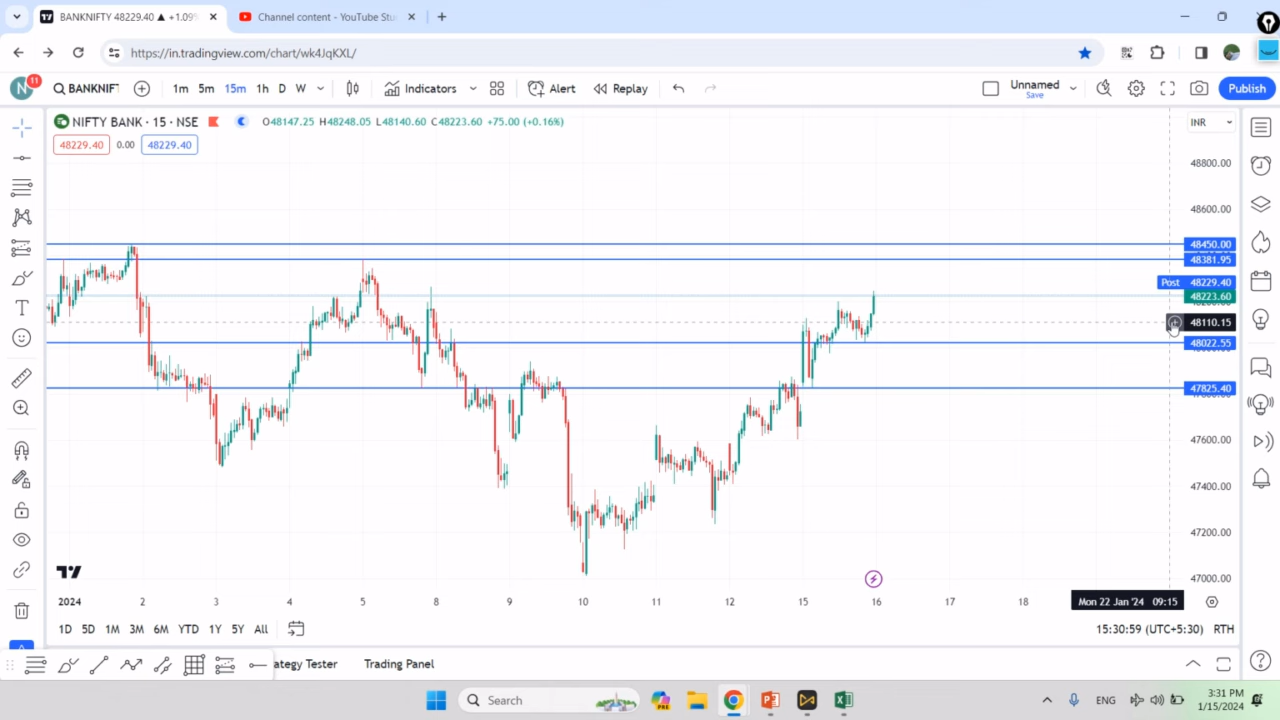 BANKNIFTY 48229.40 ▲ +1.09%
Channel content - YouTube Stu
https://in.tradingview.com/chart/wk4JqKXL/
N 11 BANKNIFT 1m 5m 15m 1h D W Indicators Alert Replay Unnamed Publish
Save
NIFTY BANK · 15 · NSE O48147.25 H48248.05 L48140.60 C48223.60 +75.00 (+0.16%) INR
48229.40 0.00 48229.40
48800.00
48600.00
48450.00
48381.95
Post 48229.40
48223.60
48110.15
48022.55
47825.40
47600.00
47400.00
47200.00
47000.00
2024 2 3 4 5 8 9 10 11 12 15 16 17 18 Mon 22 Jan '24 09:15
1D 5D 1M 3M 6M YTD 1Y 5Y All 15:30:59 (UTC+5:30) RTH
ategy Tester Trading Panel
Search PRE ENG 3:31 PM
1/15/2024